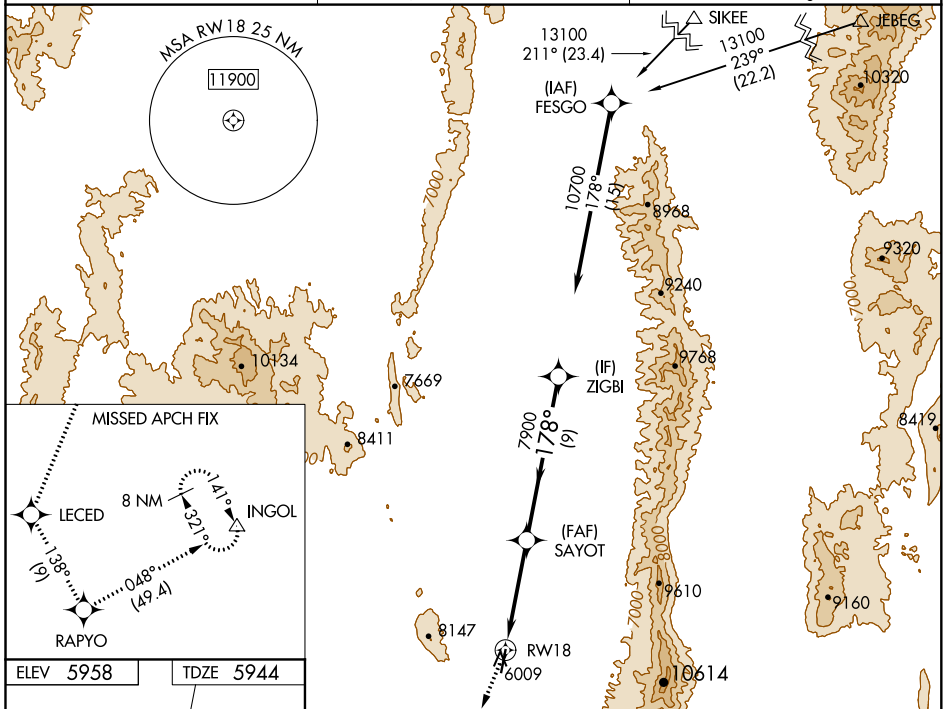 MSA RW18 25 NM
11900
SIKEE
JEBEG
13100
211° (23.4)
13100
239°
(22.2)
(IAF)
FESGO
10320
10700
178°
(15)
7000
8968
9320
7000
9240
10134
9768
(IF)
ZIGBI
7669
7900
178°
(9)
8411
8419
MISSED APCH FIX
8 NM
141°
321°
INGOL
LECED
138°
(9)
048°
(49.4)
RAPYO
(FAF)
SAYOT
8000
9610
7000
9160
8147
RW18
6009
10614
ELEV 5958
TDZE 5944